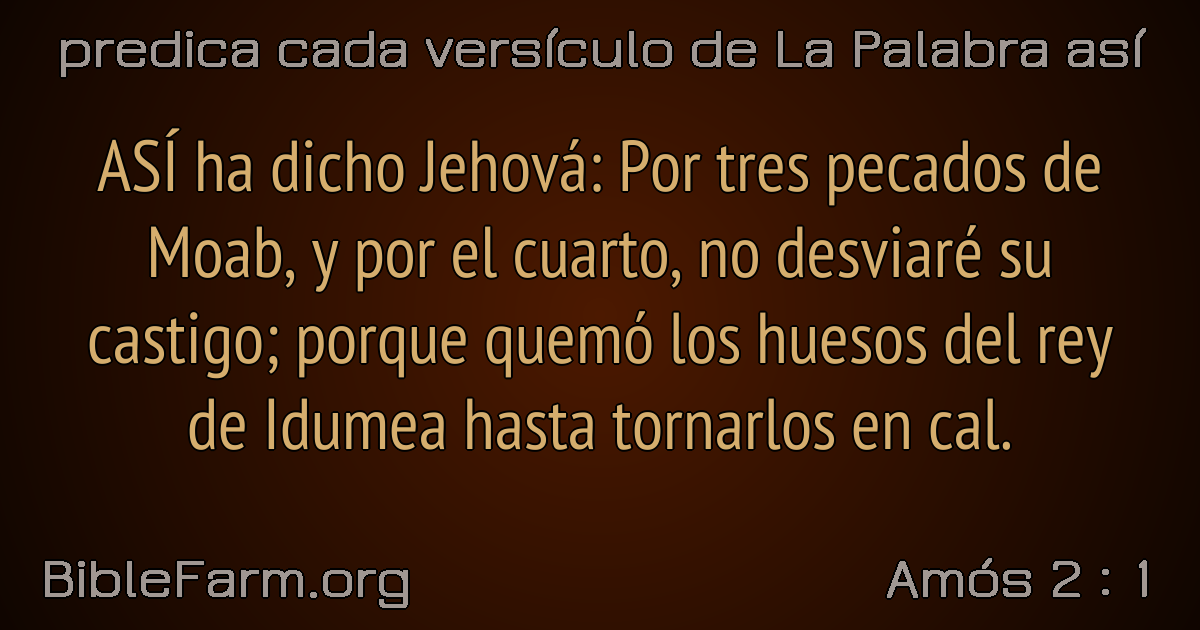 predica cada versículo de La Palabra así
ASÍ ha dicho Jehová: Por tres pecados de
Moab, y por el cuarto, no desviaré su
castigo; porque quemó los huesos del rey
de Idumea hasta tornarlos en cal.
BibleFarm.org
Amós 2 : 1